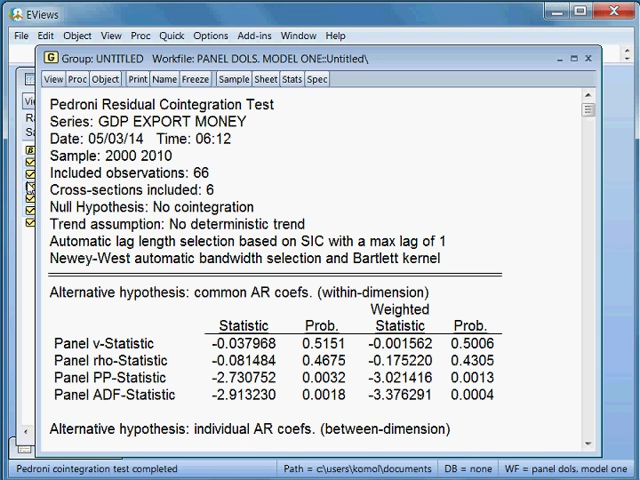 EViews
File Edit Object View Proc Quick Options Add-ins Window Help
G Group: UNTITLED Workfile: PANEL DOLS. MODEL ONE::Untitled\
View Proc Object Print Name Freeze Sample Sheet Stats Spec
Pedroni Residual Cointegration Test
Series: GDP EXPORT MONEY
Date: 05/03/14 Time: 06:12
Sample: 2000 2010
Included observations: 66
Cross-sections included: 6
Null Hypothesis: No cointegration
Trend assumption: No deterministic trend
Automatic lag length selection based on SIC with a max lag of 1
Newey-West automatic bandwidth selection and Bartlett kernel
Alternative hypothesis: common AR coefs. (within-dimension)
Weighted
Statistic Prob. Statistic Prob.
Panel v-Statistic -0.037968 0.5151 -0.001562 0.5006
Panel rho-Statistic -0.081484 0.4675 -0.175220 0.4305
Panel PP-Statistic -2.730752 0.0032 -3.021416 0.0013
Panel ADF-Statistic -2.913230 0.0018 -3.376291 0.0004
Alternative hypothesis: individual AR coefs. (between-dimension)
Pedroni cointegration test completed Path = c:\users\komol\documents DB = none WF = panel dols. model one